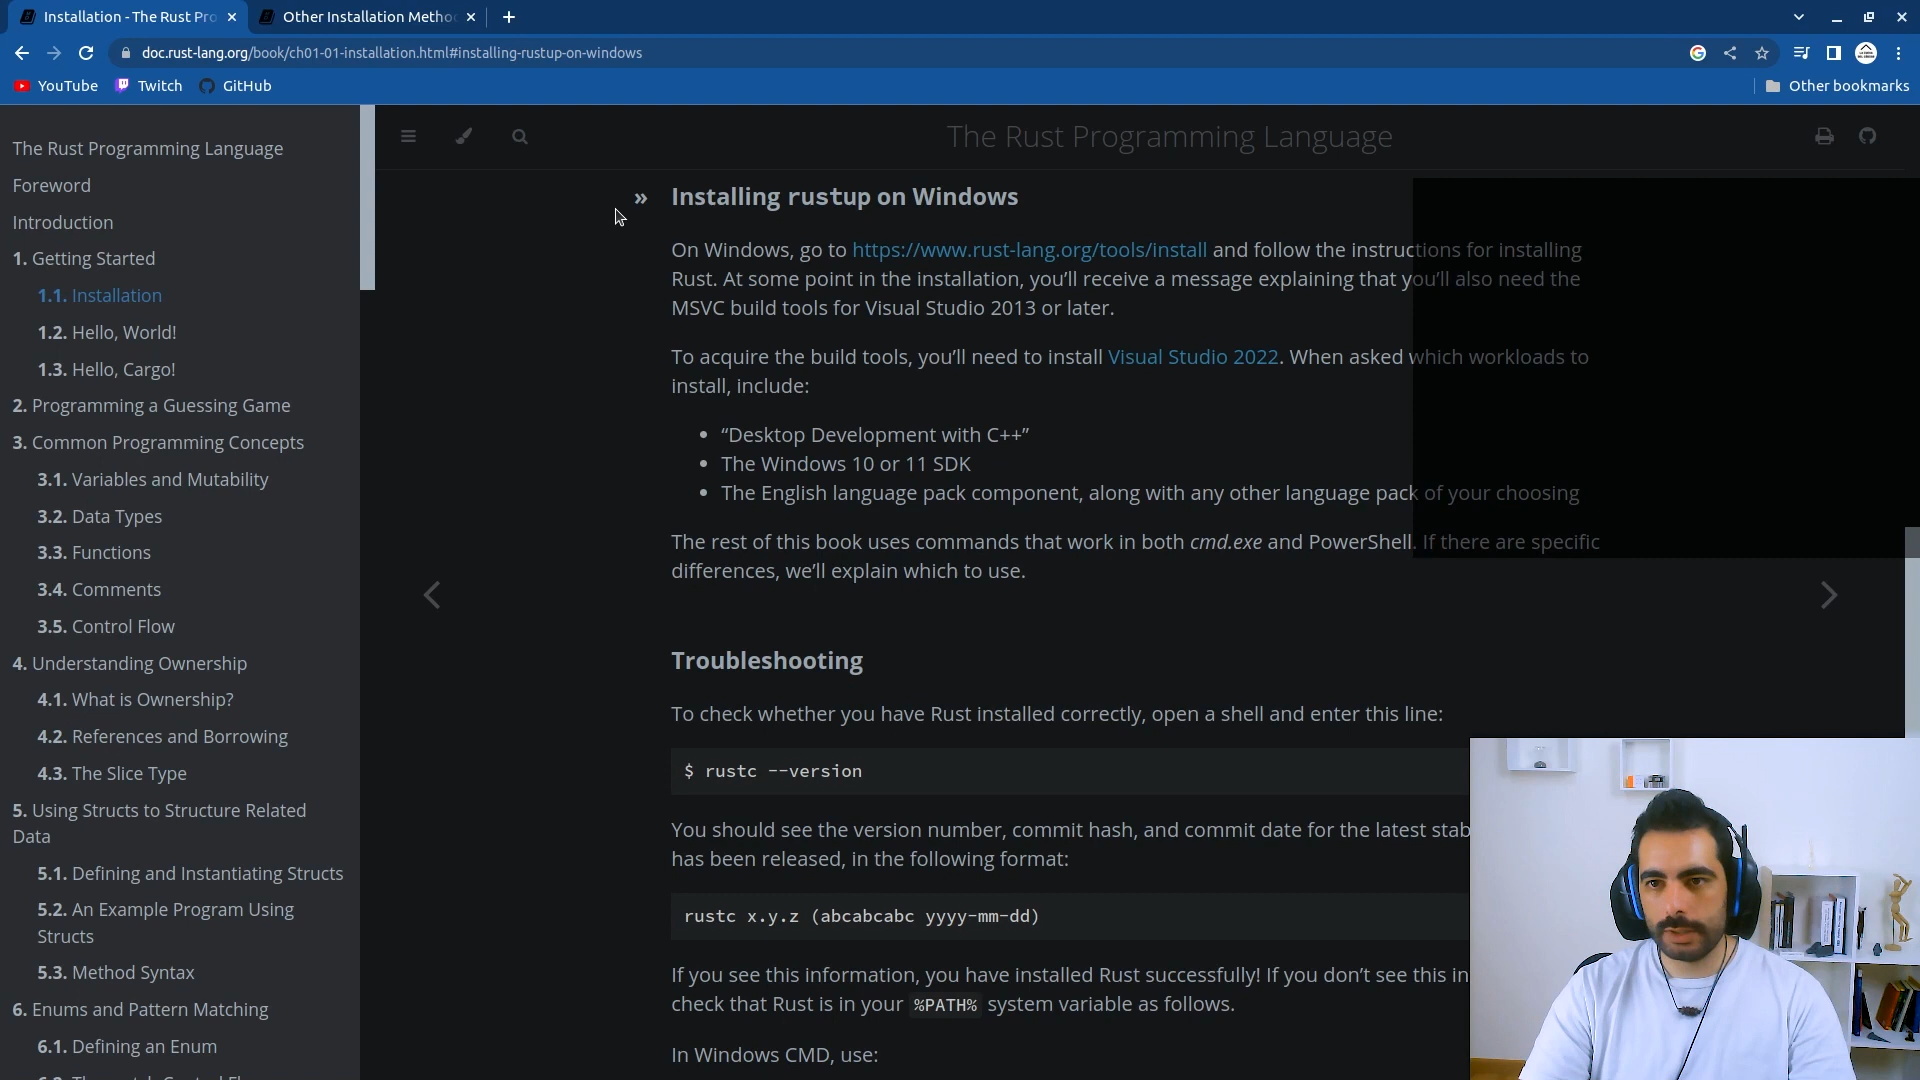 Installation - The Rust Pro
Other Installation Metho
doc.rust-lang.org/book/ch01-01-installation.html#installing-rustup-on-windows
YouTube
Twitch
GitHub
Other bookmarks
The Rust Programming Language
Foreword
Introduction
1. Getting Started
1.1. Installation
1.2. Hello, World!
1.3. Hello, Cargo!
2. Programming a Guessing Game
3. Common Programming Concepts
3.1. Variables and Mutability
3.2. Data Types
3.3. Functions
3.4. Comments
3.5. Control Flow
4. Understanding Ownership
4.1. What is Ownership?
4.2. References and Borrowing
4.3. The Slice Type
5. Using Structs to Structure Related
Data
5.1. Defining and Instantiating Structs
5.2. An Example Program Using
Structs
5.3. Method Syntax
6. Enums and Pattern Matching
6.1. Defining an Enum
The Rust Programming Language
» Installing rustup on Windows
On Windows, go to https://www.rust-lang.org/tools/install and follow the instructions for installing
Rust. At some point in the installation, you’ll receive a message explaining that you’ll also need the
MSVC build tools for Visual Studio 2013 or later.
To acquire the build tools, you’ll need to install Visual Studio 2022. When asked which workloads to
install, include:
• “Desktop Development with C++”
• The Windows 10 or 11 SDK
• The English language pack component, along with any other language pack of your choosing
The rest of this book uses commands that work in both cmd.exe and PowerShell. If there are specific
differences, we’ll explain which to use.
Troubleshooting
To check whether you have Rust installed correctly, open a shell and enter this line:
$ rustc --version
You should see the version number, commit hash, and commit date for the latest stab
has been released, in the following format:
rustc x.y.z (abcabcabc yyyy-mm-dd)
If you see this information, you have installed Rust successfully! If you don’t see this in
check that Rust is in your %PATH% system variable as follows.
In Windows CMD, use: